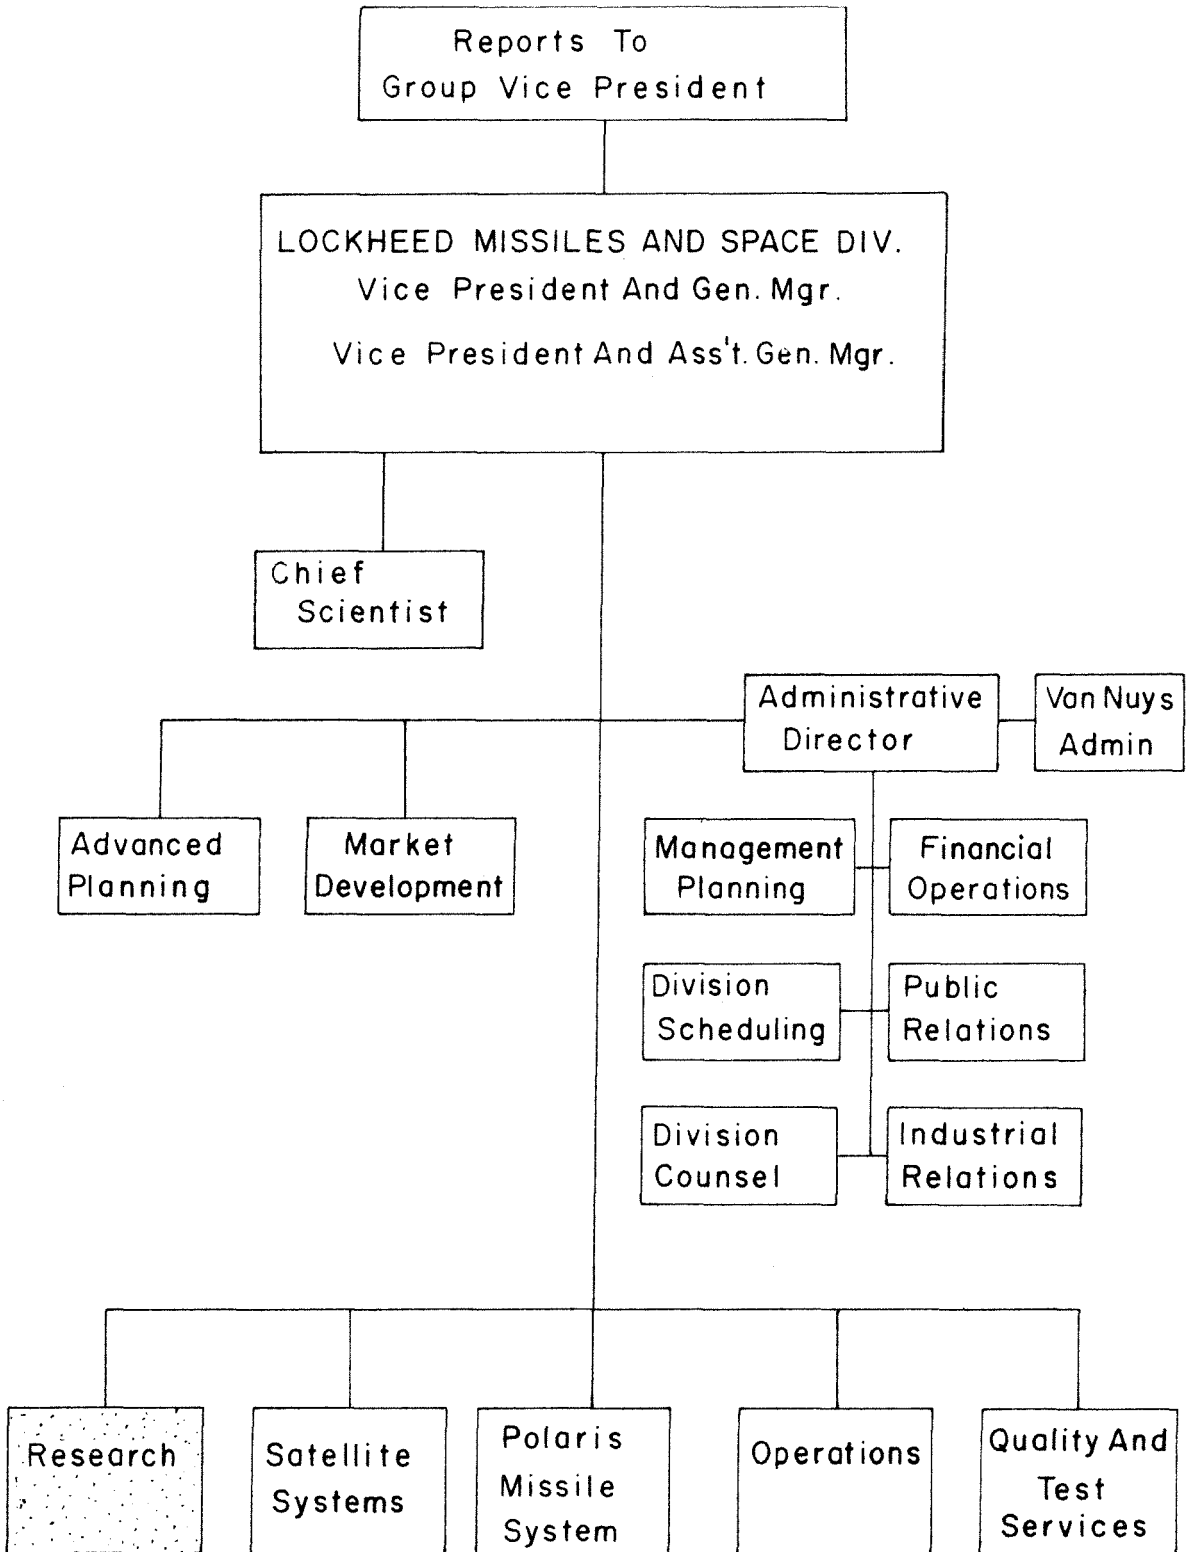 Reports To
Group Vice President
LOCKHEED MISSILES AND SPACE DIV.
Vice President And Gen. Mgr.
Vice President And Ass't. Gen. Mgr.
Chief
Scientist
Administrative
Director
Van Nuys
Admin
Advanced
Planning
Market
Development
Management
Planning
Financial
Operations
Division
Scheduling
Public
Relations
Division
Counsel
Industrial
Relations
Research
Satellite
Systems
Polaris
Missile
System
Operations
Quality And
Test
Services